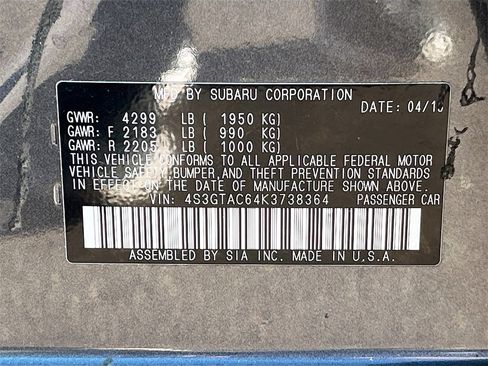 MFD BY SUBARU CORPORATION
DATE: 04/1
GVWR: 4299 LB ( 1950 KG)
GAWR: F 2183 LB ( 990 KG)
GAWR: R 2205 LB ( 1000 KG)
THIS VEHICLE CONFORMS TO ALL APPLICABLE FEDERAL MOTOR
VEHICLE SAFETY,BUMPER,AND THEFT PREVENTION STANDARDS
IN EFFECT ON THE DATE OF MANUFACTURE SHOWN ABOVE.
VIN: 4S3GTAC64K3738364 PASSENGER CAR
ASSEMBLED BY SIA INC. MADE IN U.S.A.